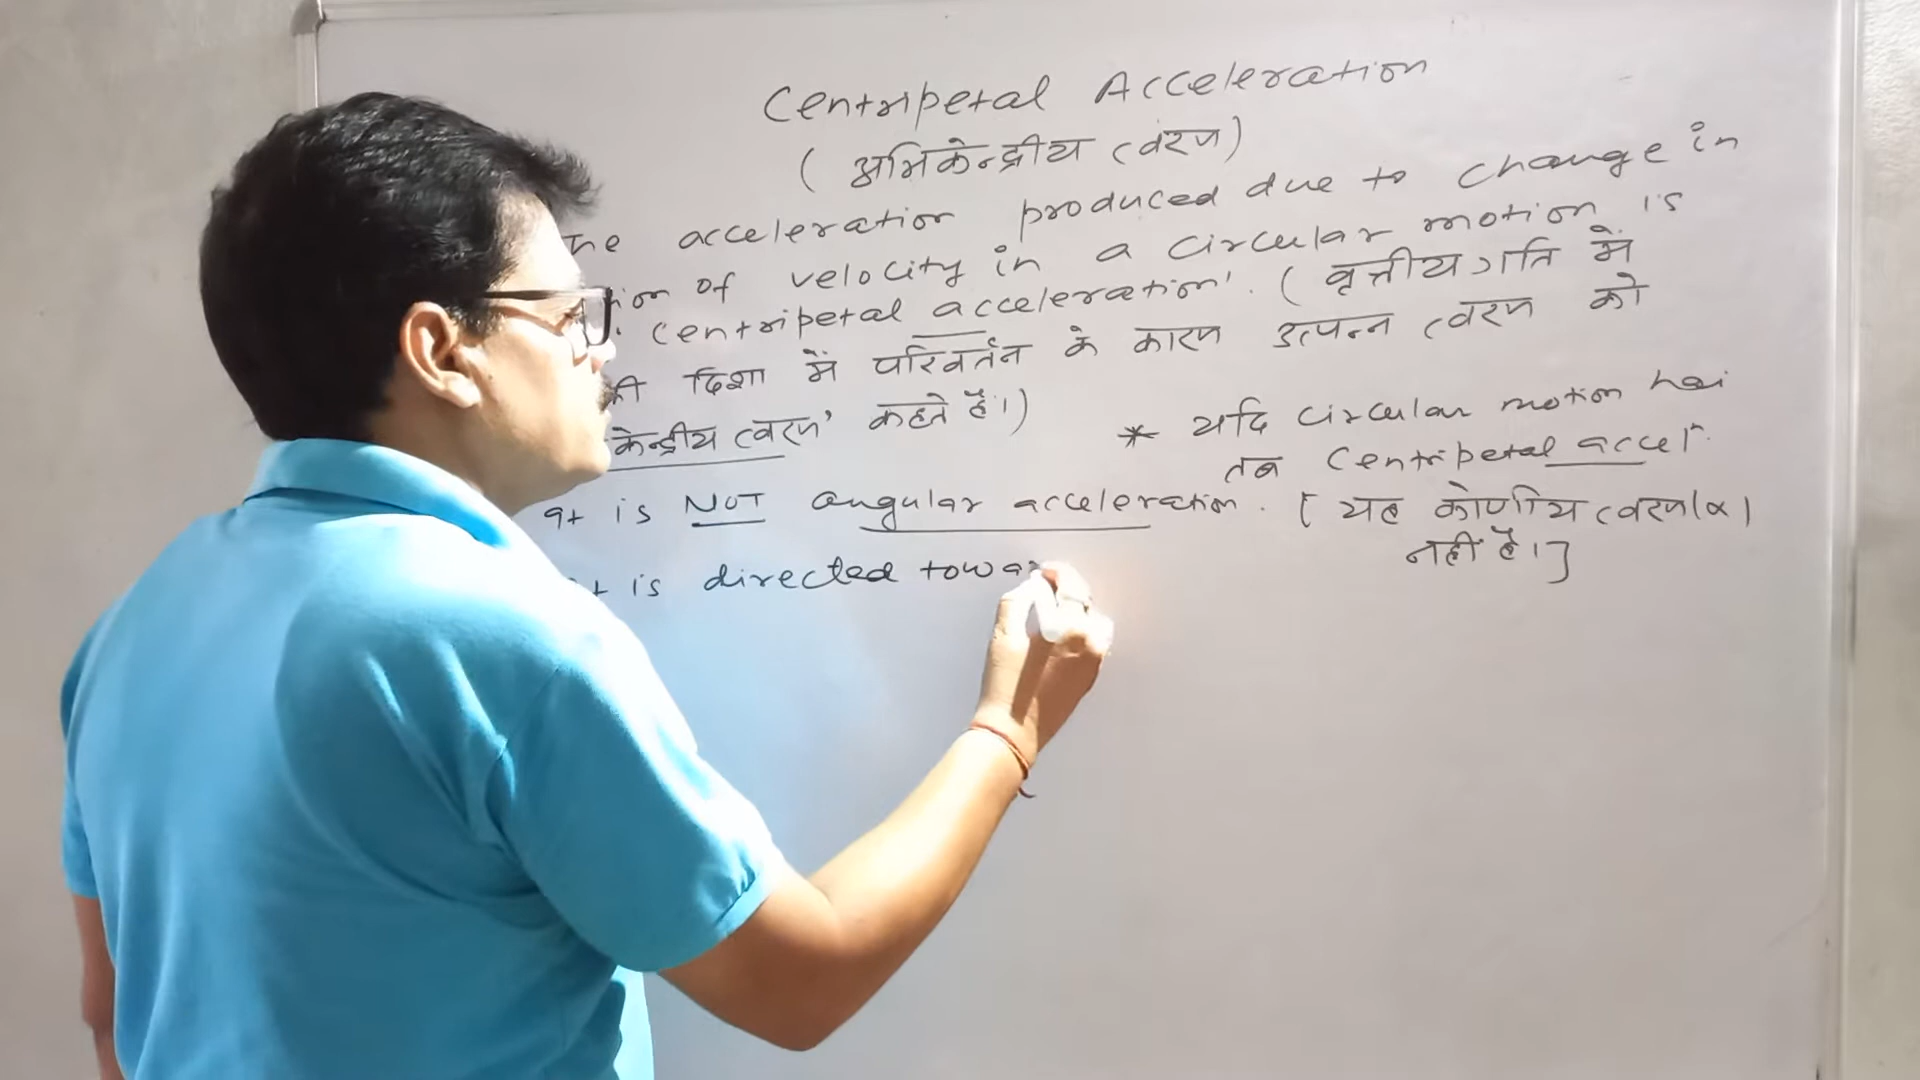 Centripetal Acceleration
( अभिकेन्द्रीय त्वरण)
acceleration produced due to change in
of velocity in a circular motion is
centripetal acceleration'. ( वृत्तीय गति में
की दिशा में परिवर्तन के कारण उत्पन्न त्वरण को
केन्द्रीय त्वरण' कहते हैं।)
* यदि circular motion hai
तब Centripetal accel^n.
It is NOT angular acceleration. [ यह कोणीय त्वरण(α)
नहीं है।]
is directed towar